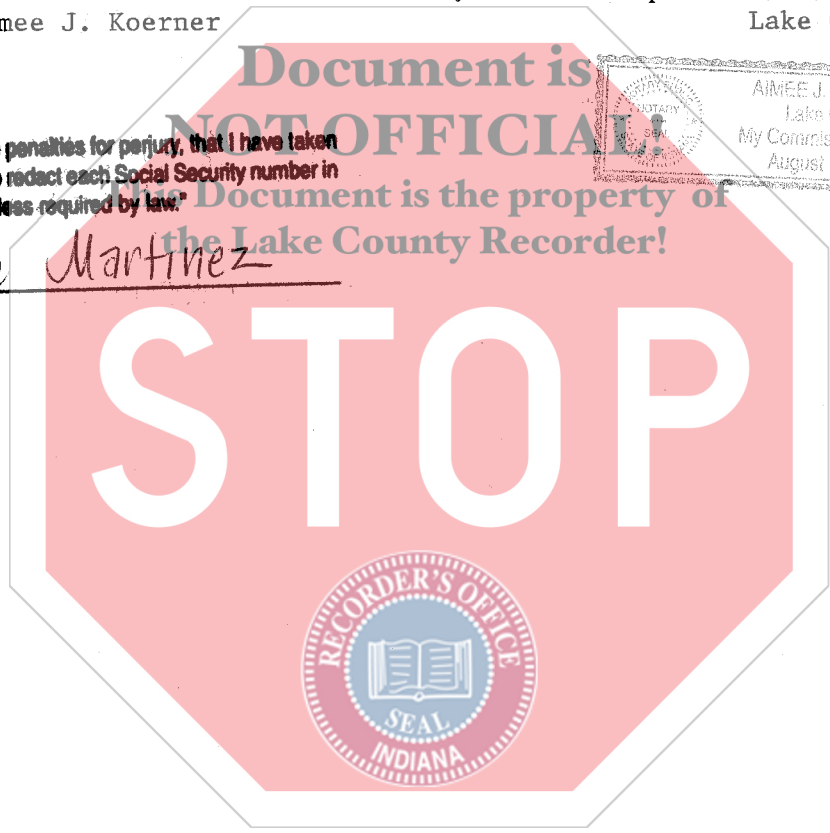 mee J. Koerner
Lake
Document is
NOT OFFICIAL!
This Document is the property of
the Lake County Recorder!
AIMEE J.
Lake
My Commis
August
NOTARY
SEAL
penalties for perjury, that I have taken
redact each Social Security number in
less required by law."
Martinez
STOP
RECORDER'S OFFICE
SEAL
INDIANA